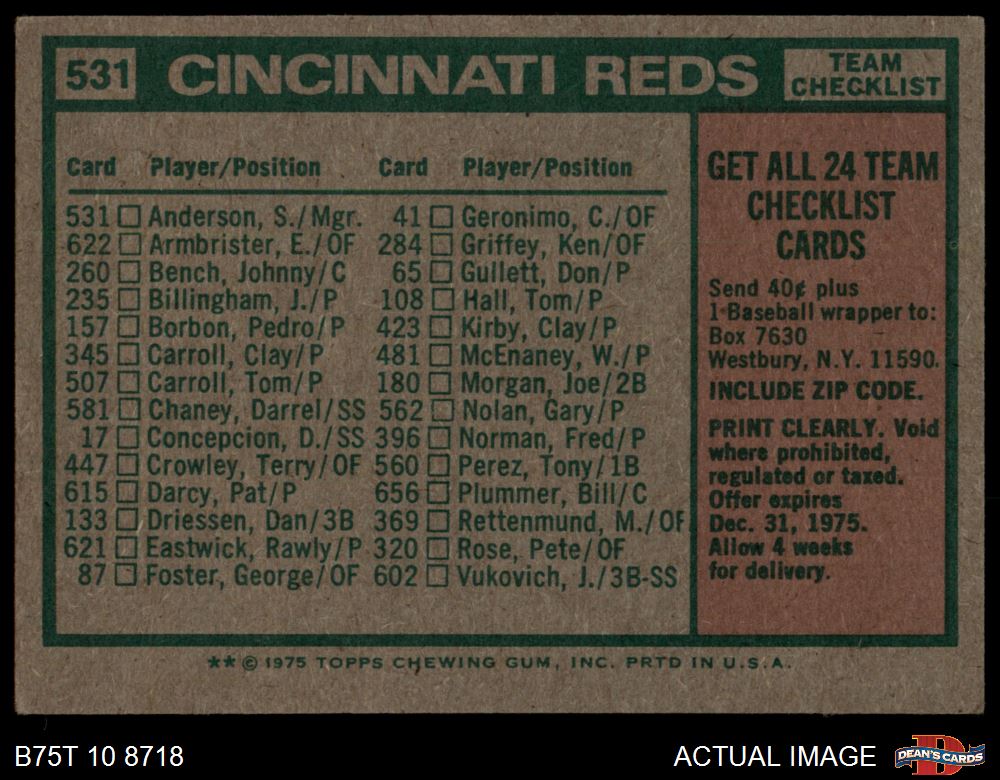 531 CINCINNATI REDS TEAM CHECKLIST
Card Player/Position Card Player/Position
531 Anderson, S./Mgr. 41 Geronimo, C./OF
622 Armbrister, E./OF 284 Griffey, Ken/OF
260 Bench, Johnny/C 65 Gullett, Don/P
235 Billingham, J./P 108 Hall, Tom/P
157 Borbon, Pedro/P 423 Kirby, Clay/P
345 Carroll, Clay/P 481 McEnaney, W./P
507 Carroll, Tom/P 180 Morgan, Joe/2B
581 Chaney, Darrel/SS 562 Nolan, Gary/P
17 Concepcion, D./SS 396 Norman, Fred/P
447 Crowley, Terry/OF 560 Perez, Tony/1B
615 Darcy, Pat/P 656 Plummer, Bill/C
133 Driessen, Dan/3B 369 Rettenmund, M./OF
621 Eastwick, Rawly/P 320 Rose, Pete/OF
87 Foster, George/OF 602 Vukovich, J./3B-SS
GET ALL 24 TEAM
CHECKLIST
CARDS
Send 40¢ plus
1 Baseball wrapper to:
Box 7630
Westbury, N.Y. 11590.
INCLUDE ZIP CODE.
PRINT CLEARLY. Void
where prohibited,
regulated or taxed.
Offer expires
Dec. 31, 1975.
Allow 4 weeks
for delivery.
** © 1975 TOPPS CHEWING GUM, INC. PRTD IN U.S.A.
B75T 10 8718 ACTUAL IMAGE DEAN'S CARDS